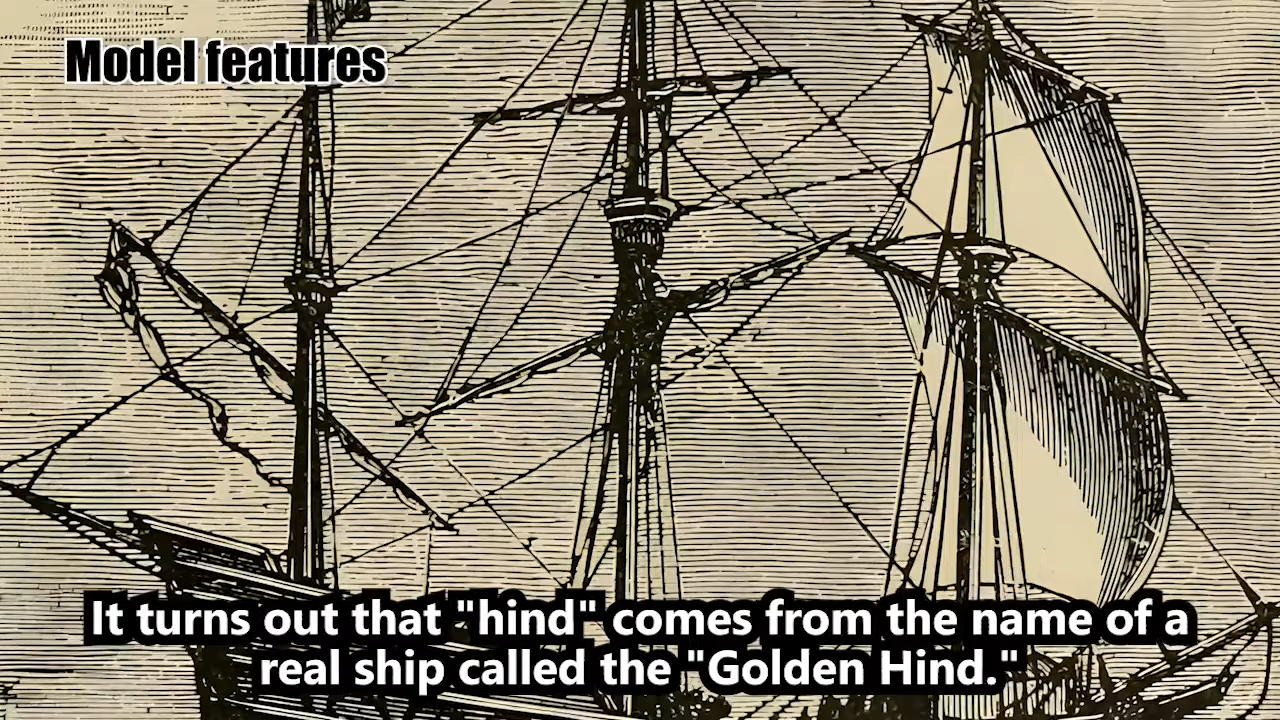 Model features
It turns out that "hind" comes from the name of a
real ship called the "Golden Hind."